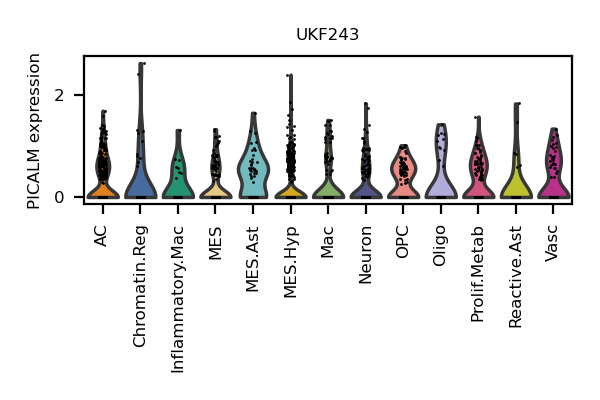 UKF243
PICALM expression
2
0
AC
Chromatin.Reg
Inflammatory.Mac
MES
MES.Ast
MES.Hyp
Mac
Neuron
OPC
Oligo
Prolif.Metab
Reactive.Ast
Vasc